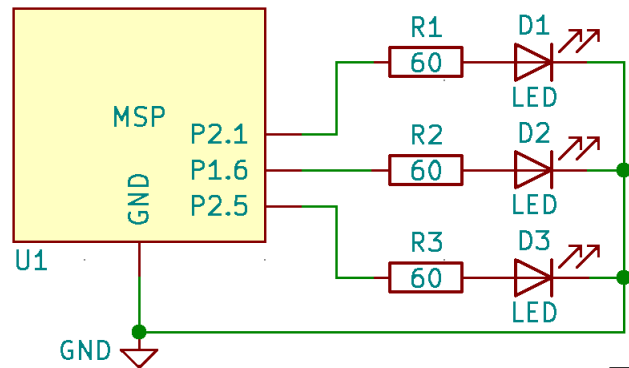 R1
60
D1
LED
MSP
P2.1
P1.6
P2.5
GND
U1
R2
60
D2
LED
R3
60
D3
LED
GND